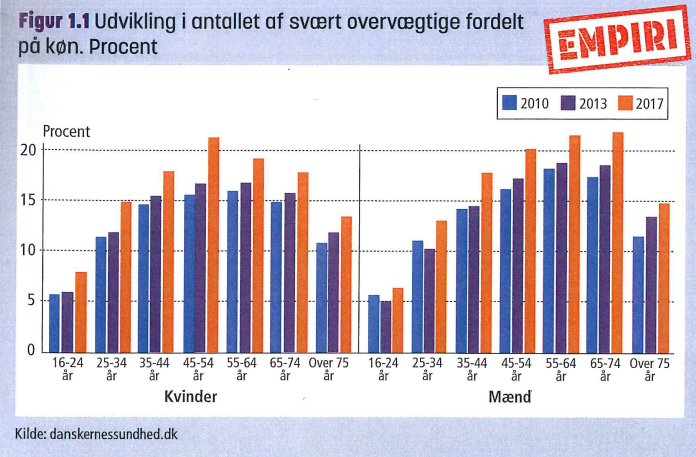 Figur 1.1 Udvikling i antallet af svært overvægtige fordelt
på køn. Procent
EMPIRI
2010 2013 2017
Procent
20
15
10
5
0
16-24 25-34 35-44 45-54 55-64 65-74 Over 75 16-24 25-34 35-44 45-54 55-64 65-74 Over 75
år år år år år år år år år år år år år år
Kvinder Mænd
Kilde: danskernessundhed.dk